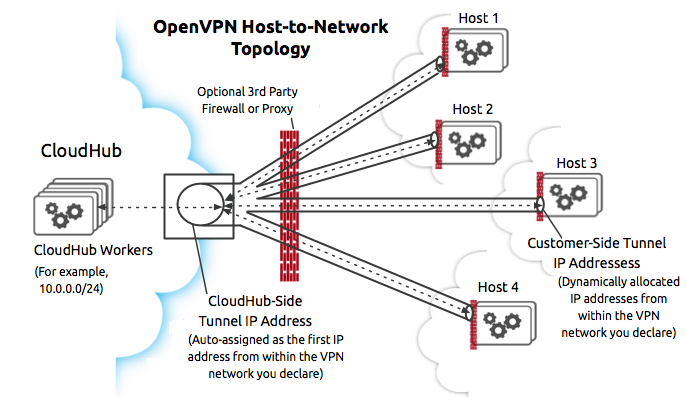 OpenVPN Host-to-Network
Topology
Host 1
Optional 3rd Party
Firewall or Proxy
Host 2
CloudHub
Host 3
CloudHub Workers
(For example,
10.0.0.0/24)
Customer-Side Tunnel
IP Addressess
(Dynamically allocated
IP addresses from
within the VPN
network you declare)
Host 4
CloudHub-Side
Tunnel IP Address
(Auto-assigned as the first IP
address from within the VPN
network you declare)